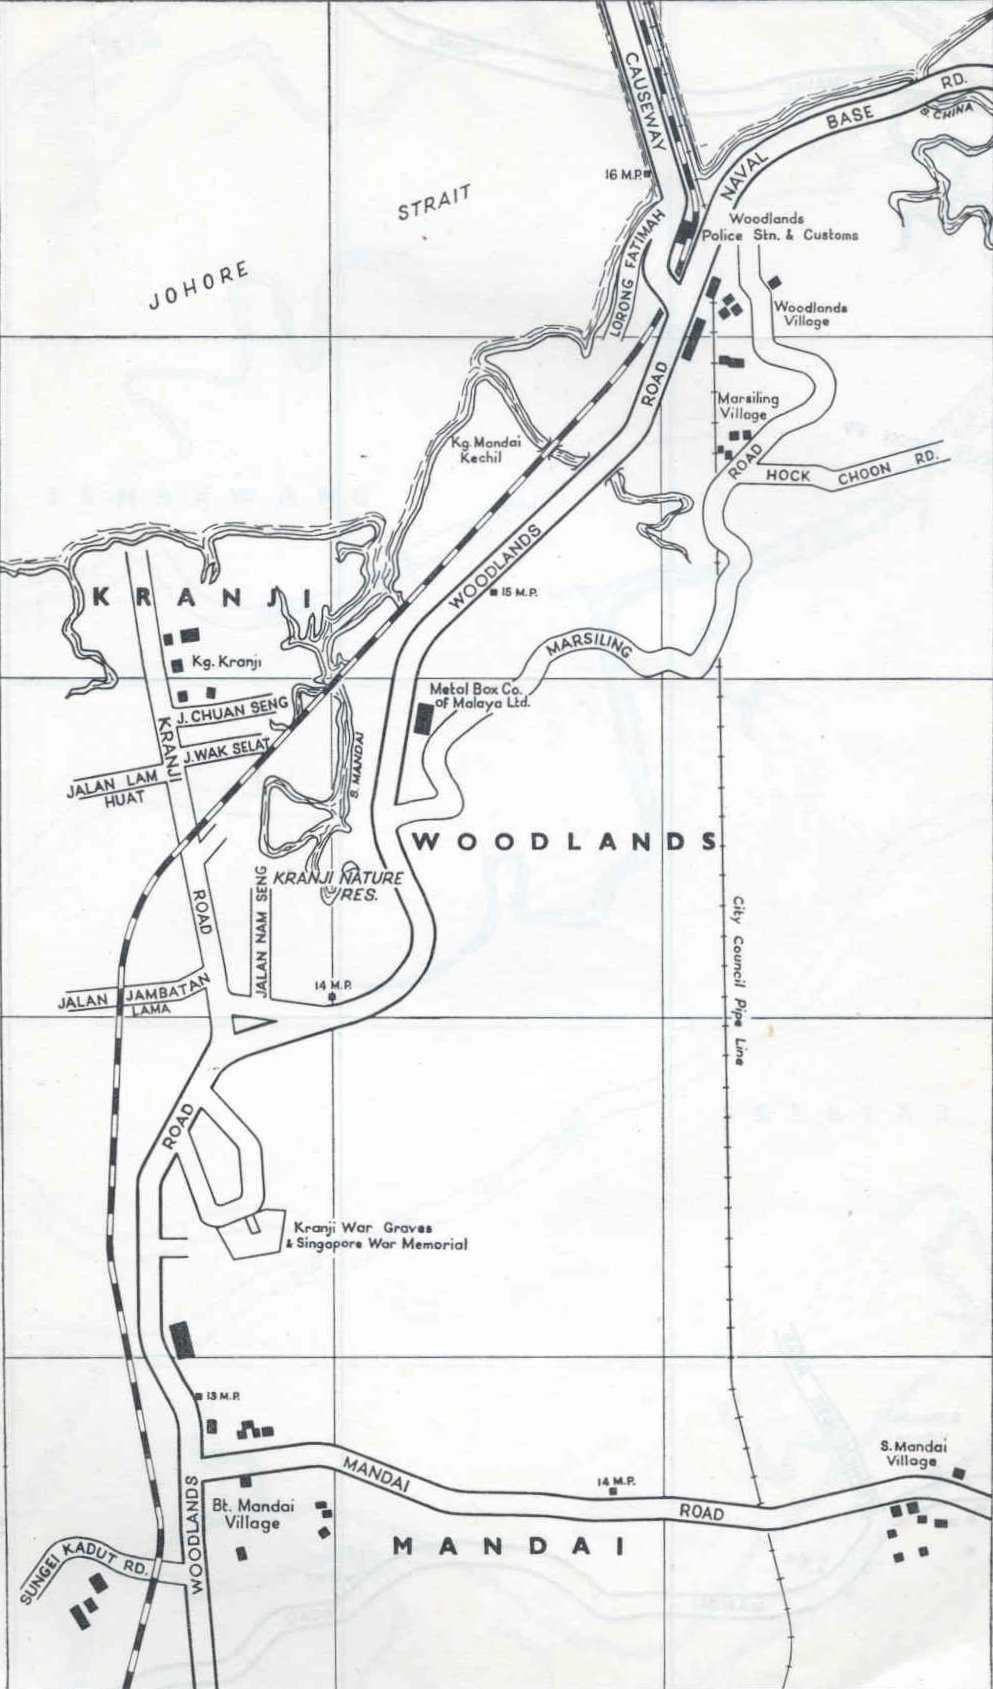 CAUSEWAY
RD.
BASE
S. CHINA
NAVAL
16 M.P.
STRAIT
JOHORE
LORONG FATIMAH
Woodlands
Police Stn. & Customs
Woodlands
Village
ROAD
Marsiling
Village
Kg. Mandai
Kechil
ROAD
HOCK CHOON RD.
WOODLANDS
15 M.P.
KRANJI
MARSILING
Kg. Kranji
Metal Box Co.
of Malaya Ltd.
J. CHUAN SENG
KRANJI
J. WAK SELAT
S. MANDAI
JALAN LAM
HUAT
WOODLANDS
KRANJI NATURE
RES.
JALAN NAM SENG
ROAD
City Council Pipe Line
14 M.P.
JALAN JAMBATAN
LAMA
ROAD
Kranji War Graves
& Singapore War Memorial
13 M.P.
MANDAI
14 M.P.
ROAD
S. Mandai
Village
WOODLANDS
Bt. Mandai
Village
MANDAI
SUNGEI KADUT RD.